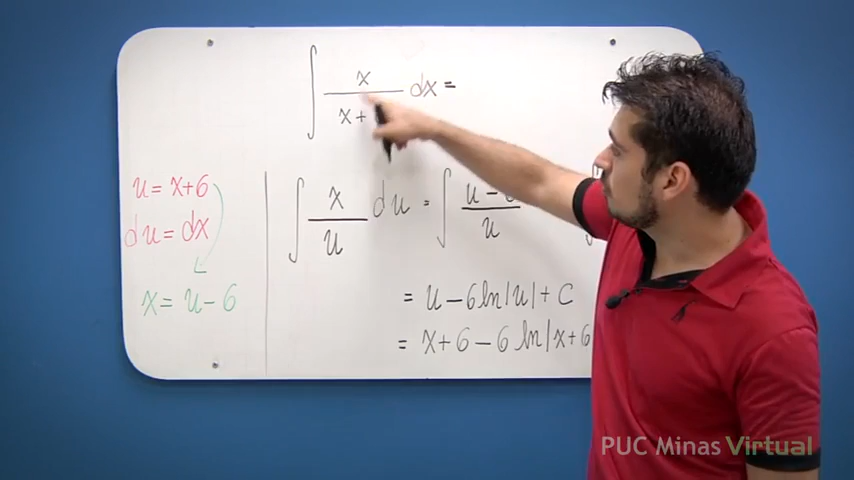 ∫ x / x+ dx =
u = x+6
du = dx
x = u - 6
∫ x / u du = ∫ u - / u
= u - 6 ln|u| + C
= x + 6 - 6 ln|x+6
PUC Minas Virtual